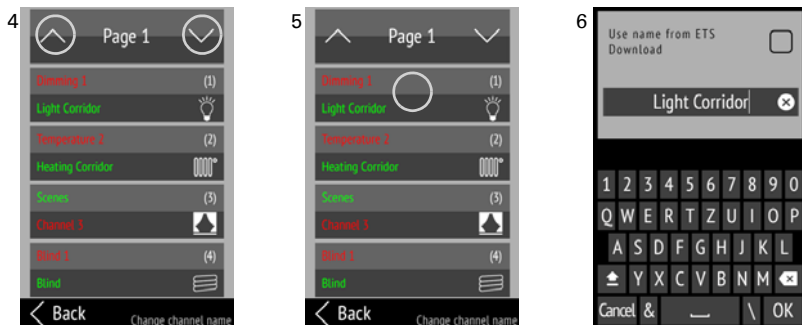 4
Page 1
Dimming 1 (1)
Light Corridor
Temperature 2 (2)
Heating Corridor
Scenes (3)
Channel 3
Blind 1 (4)
Blind
Back Change channel name
5
Page 1
Dimming 1 (1)
Light Corridor
Temperature 2 (2)
Heating Corridor
Scenes (3)
Channel 3
Blind 1 (4)
Blind
Back Change channel name
6
Use name from ETS
Download
Light Corridor
1 2 3 4 5 6 7 8 9 0
Q W E R T Z U I O P
A S D F G H J K L
Y X C V B N M
Cancel & \ OK